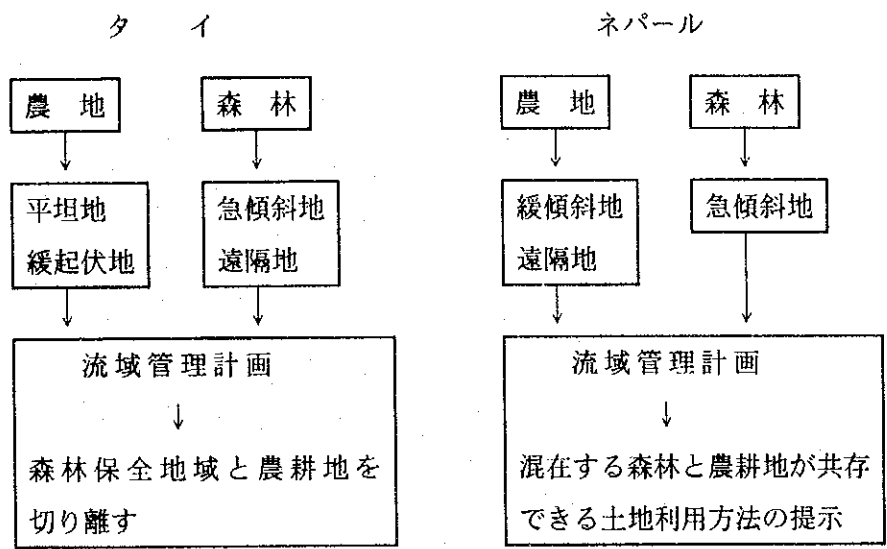 タイ
農地
森林
平坦地
緩起伏地
急傾斜地
遠隔地
流域管理計画
↓
森林保全地域と農耕地を
切り離す
ネパール
農地
森林
緩傾斜地
遠隔地
急傾斜地
流域管理計画
↓
混在する森林と農耕地が共存
できる土地利用方法の提示